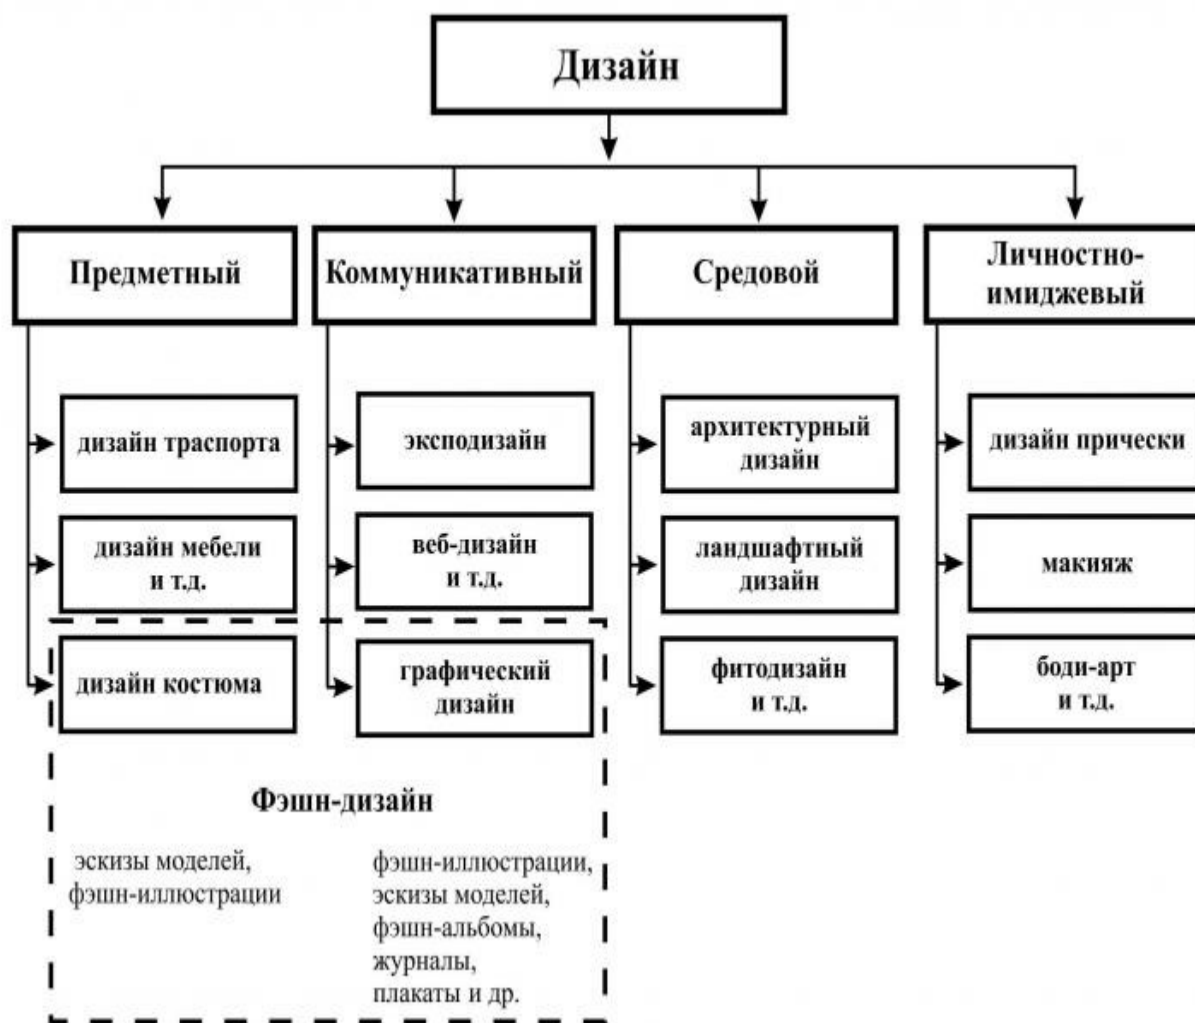 Дизайн
Предметный
Коммуникативный
Средовой
Личностно-
имиджевый
дизайн траспорта
эксподизайн
архитектурный
дизайн
дизайн прически
дизайн мебели
и т.д.
веб-дизайн
и т.д.
ландшафтный
дизайн
макияж
дизайн костюма
графический
дизайн
фитодизайн
и т.д.
боди-арт
и т.д.
Фэшн-дизайн
эскизы моделей,
фэшн-иллюстрации
фэшн-иллюстрации,
эскизы моделей,
фэшн-альбомы,
журналы,
плакаты и др.